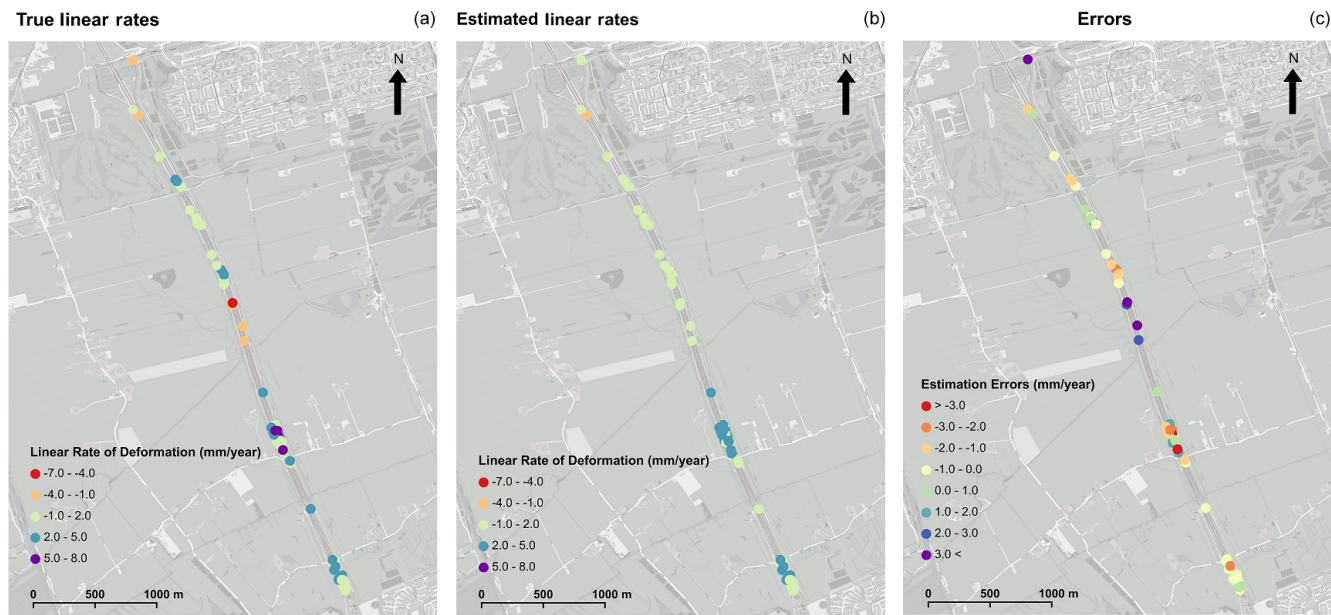 True linear rates
(a)
N
Linear Rate of Deformation (mm/year)
-7.0 - -4.0
-4.0 - -1.0
-1.0 - 2.0
2.0 - 5.0
5.0 - 8.0
0 500 1000 m
Estimated linear rates
(b)
N
Linear Rate of Deformation (mm/year)
-7.0 - -4.0
-4.0 - -1.0
-1.0 - 2.0
2.0 - 5.0
5.0 - 8.0
0 500 1000 m
Errors
(c)
N
Estimation Errors (mm/year)
> -3.0
-3.0 - -2.0
-2.0 - -1.0
-1.0 - 0.0
0.0 - 1.0
1.0 - 2.0
2.0 - 3.0
3.0 <
0 500 1000 m